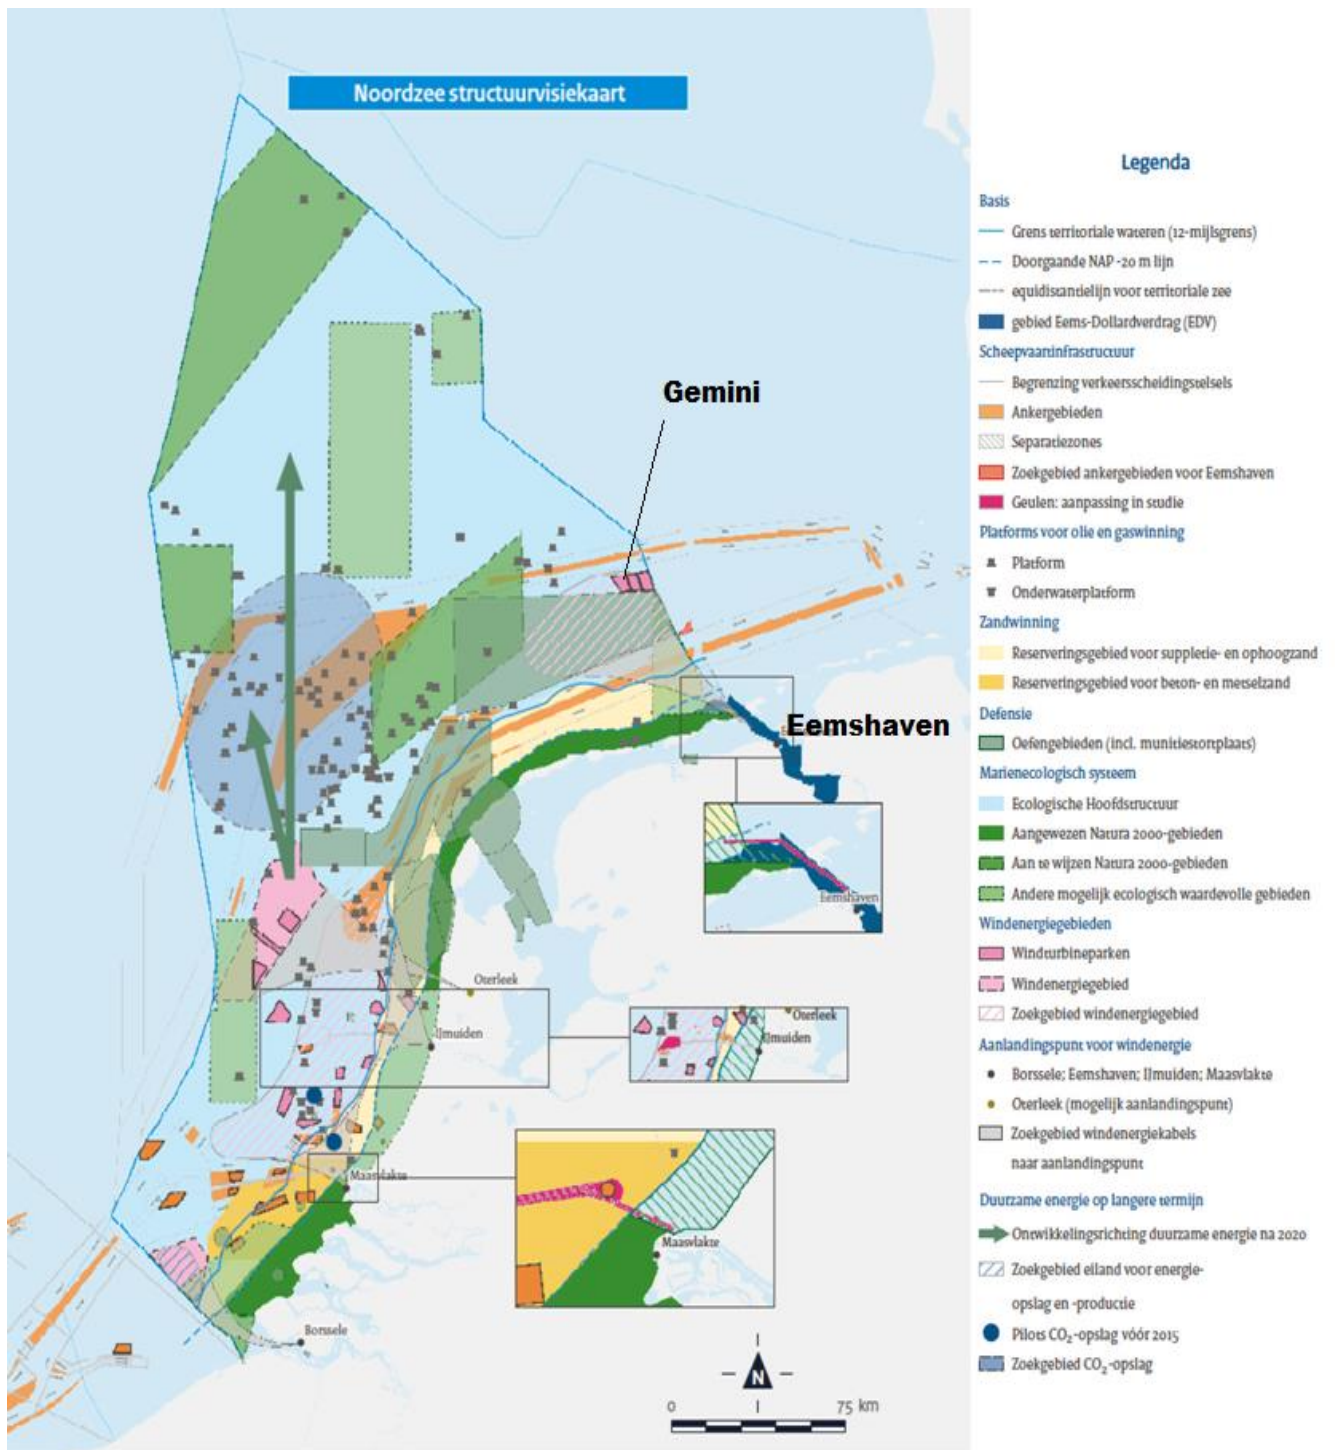 Noordzee structuurvisiekaart
Gemini
Eemshaven
Eemshaven
Oterleek
IJmuiden
Oterleek
IJmuiden
Maasvlakte
Maasvlakte
Borssele
N
0 75 km
Legenda
Basis
Grens territoriale wateren (12-mijlsgrens)
Doorgaande NAP -20 m lijn
equidistantielijn voor territoriale zee
gebied Eems-Dollardverdrag (EDV)
Scheepvaartinfrastructuur
Begrenzing verkeersscheidingstelsels
Ankergebieden
Separatiezones
Zoekgebied ankergebieden voor Eemshaven
Geulen: aanpassing in studie
Platforms voor olie en gaswinning
Platform
Onderwaterplatform
Zandwinning
Reserveringsgebied voor suppletie- en ophoogzand
Reserveringsgebied voor beton- en metselzand
Defensie
Oefengebieden (incl. munitiestortplaats)
Marienecologisch systeem
Ecologische Hoofdstructuur
Aangewezen Natura 2000-gebieden
Aan te wijzen Natura 2000-gebieden
Andere mogelijk ecologisch waardevolle gebieden
Windenergiegebieden
Windturbineparken
Windenergiegebied
Zoekgebied windenergiegebied
Aanlandingspunt voor windenergie
Borssele; Eemshaven; IJmuiden; Maasvlakte
Oterleek (mogelijk aanlandingspunt)
Zoekgebied windenergiekabels
naar aanlandingspunt
Duurzame energie op langere termijn
Ontwikkelingsrichting duurzame energie na 2020
Zoekgebied eiland voor energie-
opslag en -productie
Pilots CO₂-opslag vóór 2015
Zoekgebied CO₂-opslag